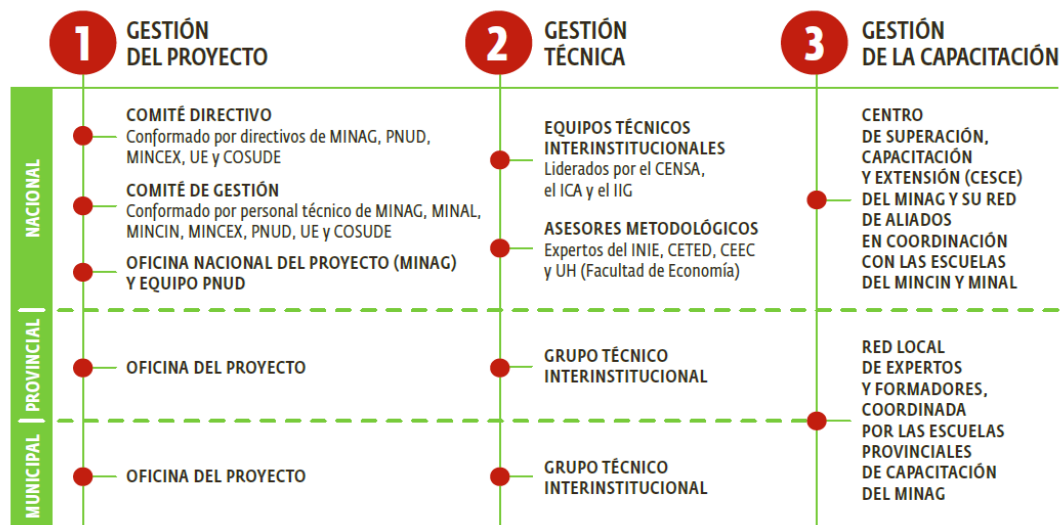 1
GESTIÓN
DEL PROYECTO
2
GESTIÓN
TÉCNICA
3
GESTIÓN
DE LA CAPACITACIÓN
NACIONAL
COMITÉ DIRECTIVO
Conformado por directivos de MINAG, PNUD,
MINCEX, UE y COSUDE
COMITÉ DE GESTIÓN
Conformado por personal técnico de MINAG, MINAL,
MINCIN, MINCEX, PNUD, UE y COSUDE
OFICINA NACIONAL DEL PROYECTO (MINAG)
Y EQUIPO PNUD
EQUIPOS TÉCNICOS
INTERINSTITUCIONALES
Liderados por el CENSA,
el ICA y el IIG
ASESORES METODOLÓGICOS
Expertos del INIE, CETED, CEEC
y UH (Facultad de Economía)
CENTRO
DE SUPERACIÓN,
CAPACITACIÓN
Y EXTENSIÓN (CESCE)
DEL MINAG Y SU RED
DE ALIADOS
EN COORDINACIÓN
CON LAS ESCUELAS
DEL MINCIN Y MINAL
PROVINCIAL
OFICINA DEL PROYECTO
GRUPO TÉCNICO
INTERINSTITUCIONAL
RED LOCAL
DE EXPERTOS
Y FORMADORES,
COORDINADA
POR LAS ESCUELAS
PROVINCIALES
DE CAPACITACIÓN
DEL MINAG
MUNICIPAL
OFICINA DEL PROYECTO
GRUPO TÉCNICO
INTERINSTITUCIONAL